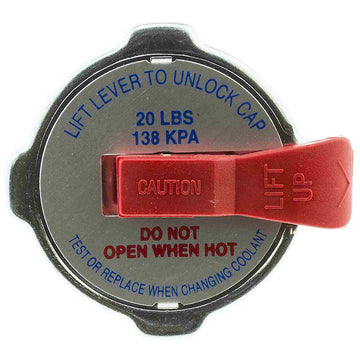 LIFT LEVER TO UNLOCK CAP
20 LBS
138 KPA
CAUTION
LIFT
UP
DO NOT
OPEN WHEN HOT
TEST OR REPLACE WHEN CHANGING COOLANT